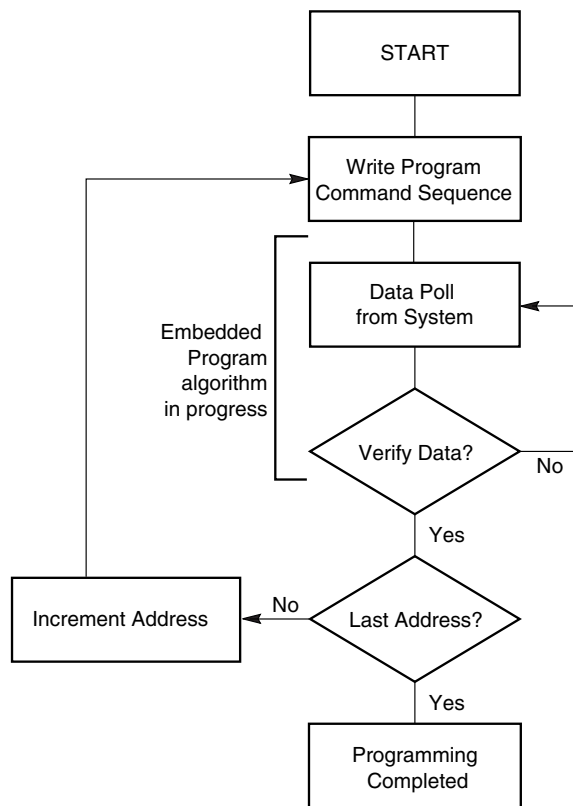 START
Write Program
Command Sequence
Data Poll
from System
Embedded
Program
algorithm
in progress
Verify Data?
No
Yes
Increment Address
No
Last Address?
Yes
Programming
Completed